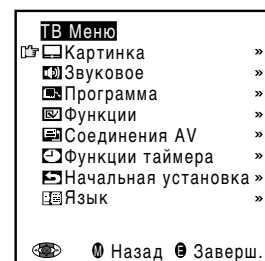 ТВ Меню
Картинка »
Звуковое »
Программа »
Функции »
Соединения AV »
Функции таймера »
Начальная установка »
Язык »
M Назад E Заверш.